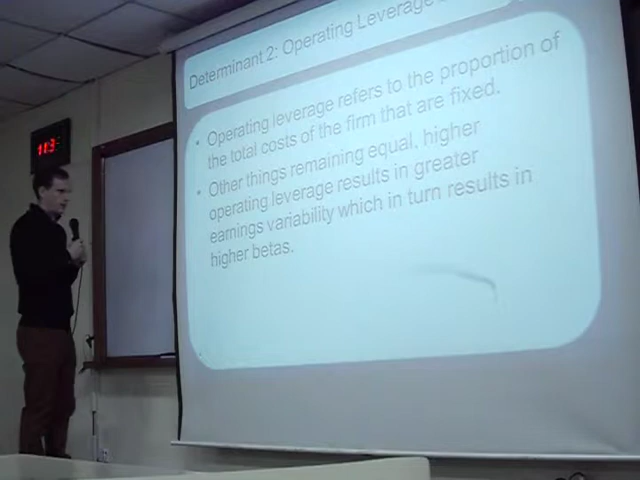 Determinant 2: Operating Leverage
• Operating leverage refers to the proportion of
the total costs of the firm that are fixed.
• Other things remaining equal, higher
operating leverage results in greater
earnings variability which in turn results in
higher betas.